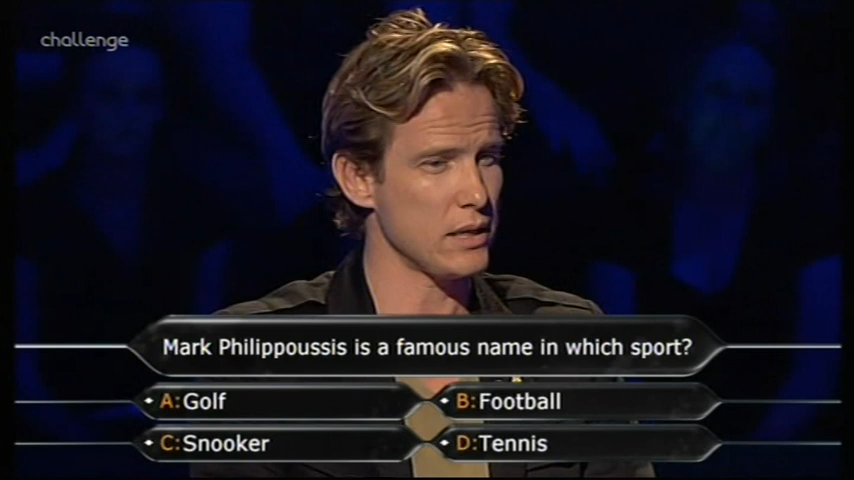 challenge
Mark Philippoussis is a famous name in which sport?
A:Golf
B:Football
C:Snooker
D:Tennis